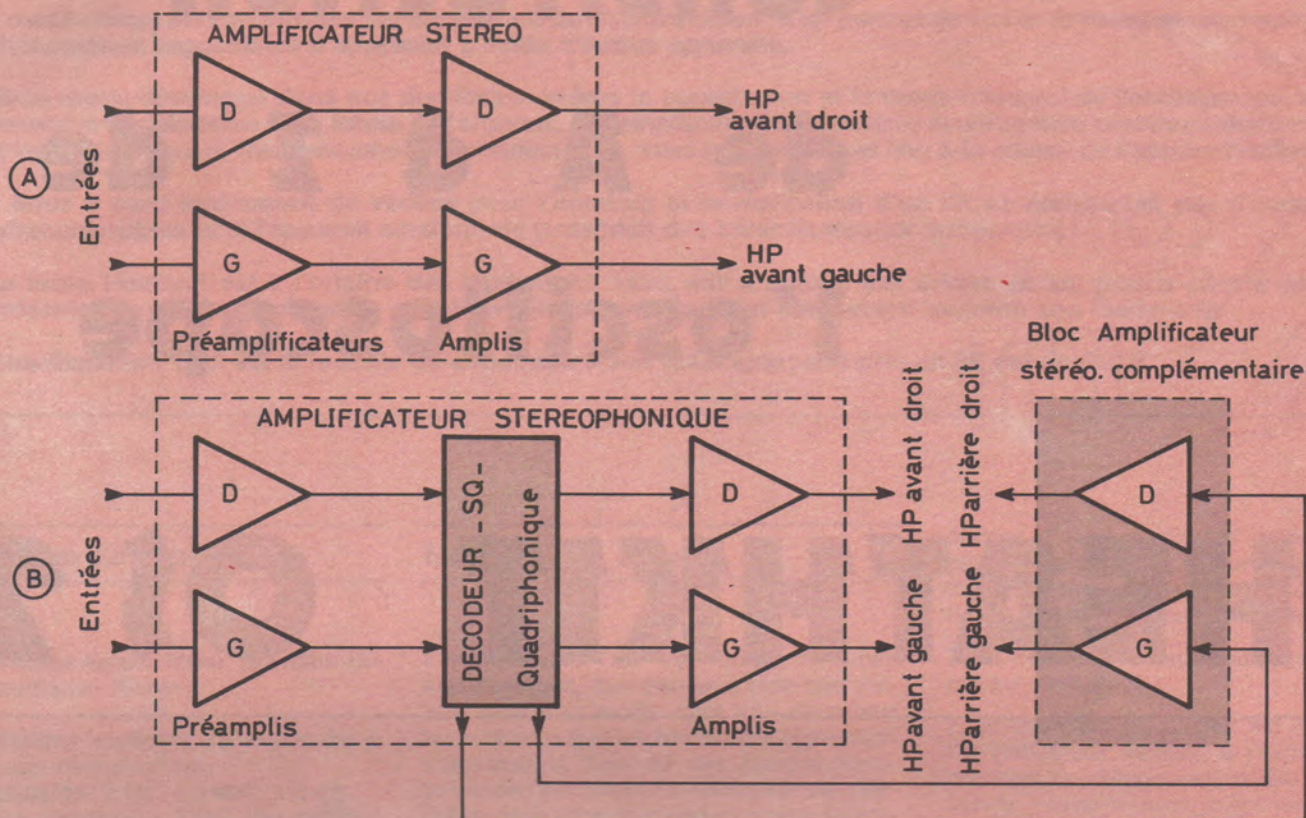 AMPLIFICATEUR STEREO
D
D
HP
avant droit
A
Entrées
G
G
HP
avant gauche
Préamplificateurs
Amplis
Bloc Amplificateur
stéréo. complémentaire
AMPLIFICATEUR STEREOPHONIQUE
B
Entrées
D
G
Préamplis
DECODEUR _SQ_
Quadriphonique
D
G
Amplis
HP avant droit
HParrière droit
HPavant gauche
HParrière gauche
D
G